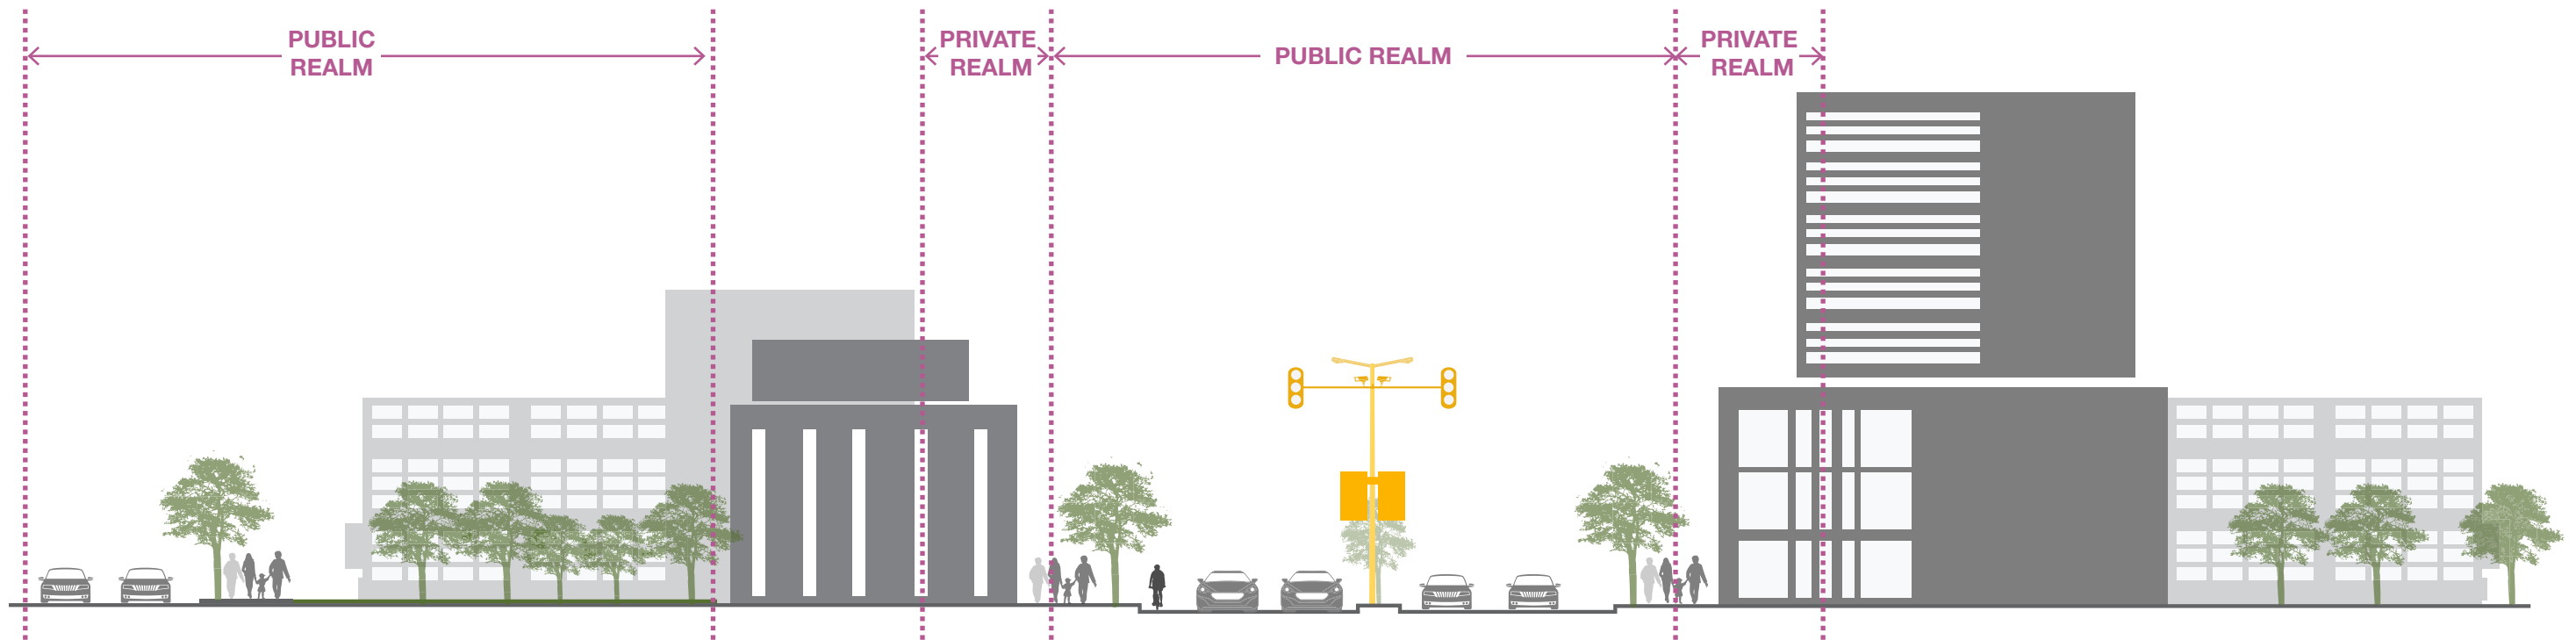 PUBLIC
REALM
PRIVATE
REALM
PUBLIC REALM
PRIVATE
REALM